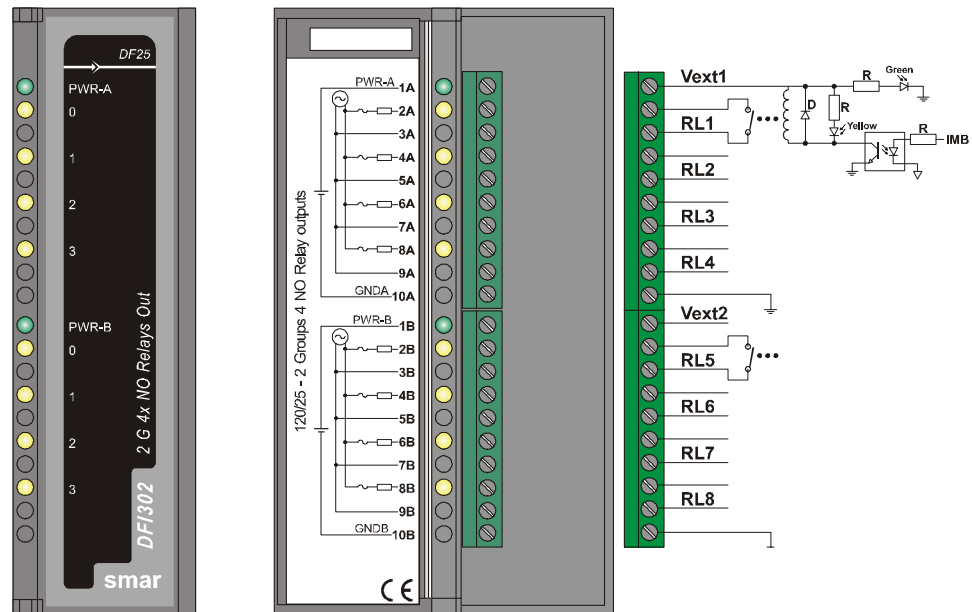 DF25
PWR-A
0
1
2
3
PWR-B
0
1
2
3
2 G 4x NO Relays Out
DFI302
smar
120/25 - 2 Groups 4 NO Relay outputs
PWR-A
1A
2A
3A
4A
5A
6A
7A
8A
9A
GNDA
10A
PWR-B
1B
2B
3B
4B
5B
6B
7B
8B
9B
GNDB
10B
CE
Vext1
RL1
RL2
RL3
RL4
Vext2
RL5
RL6
RL7
RL8
D
R
Yellow
R
Green
R
IMB